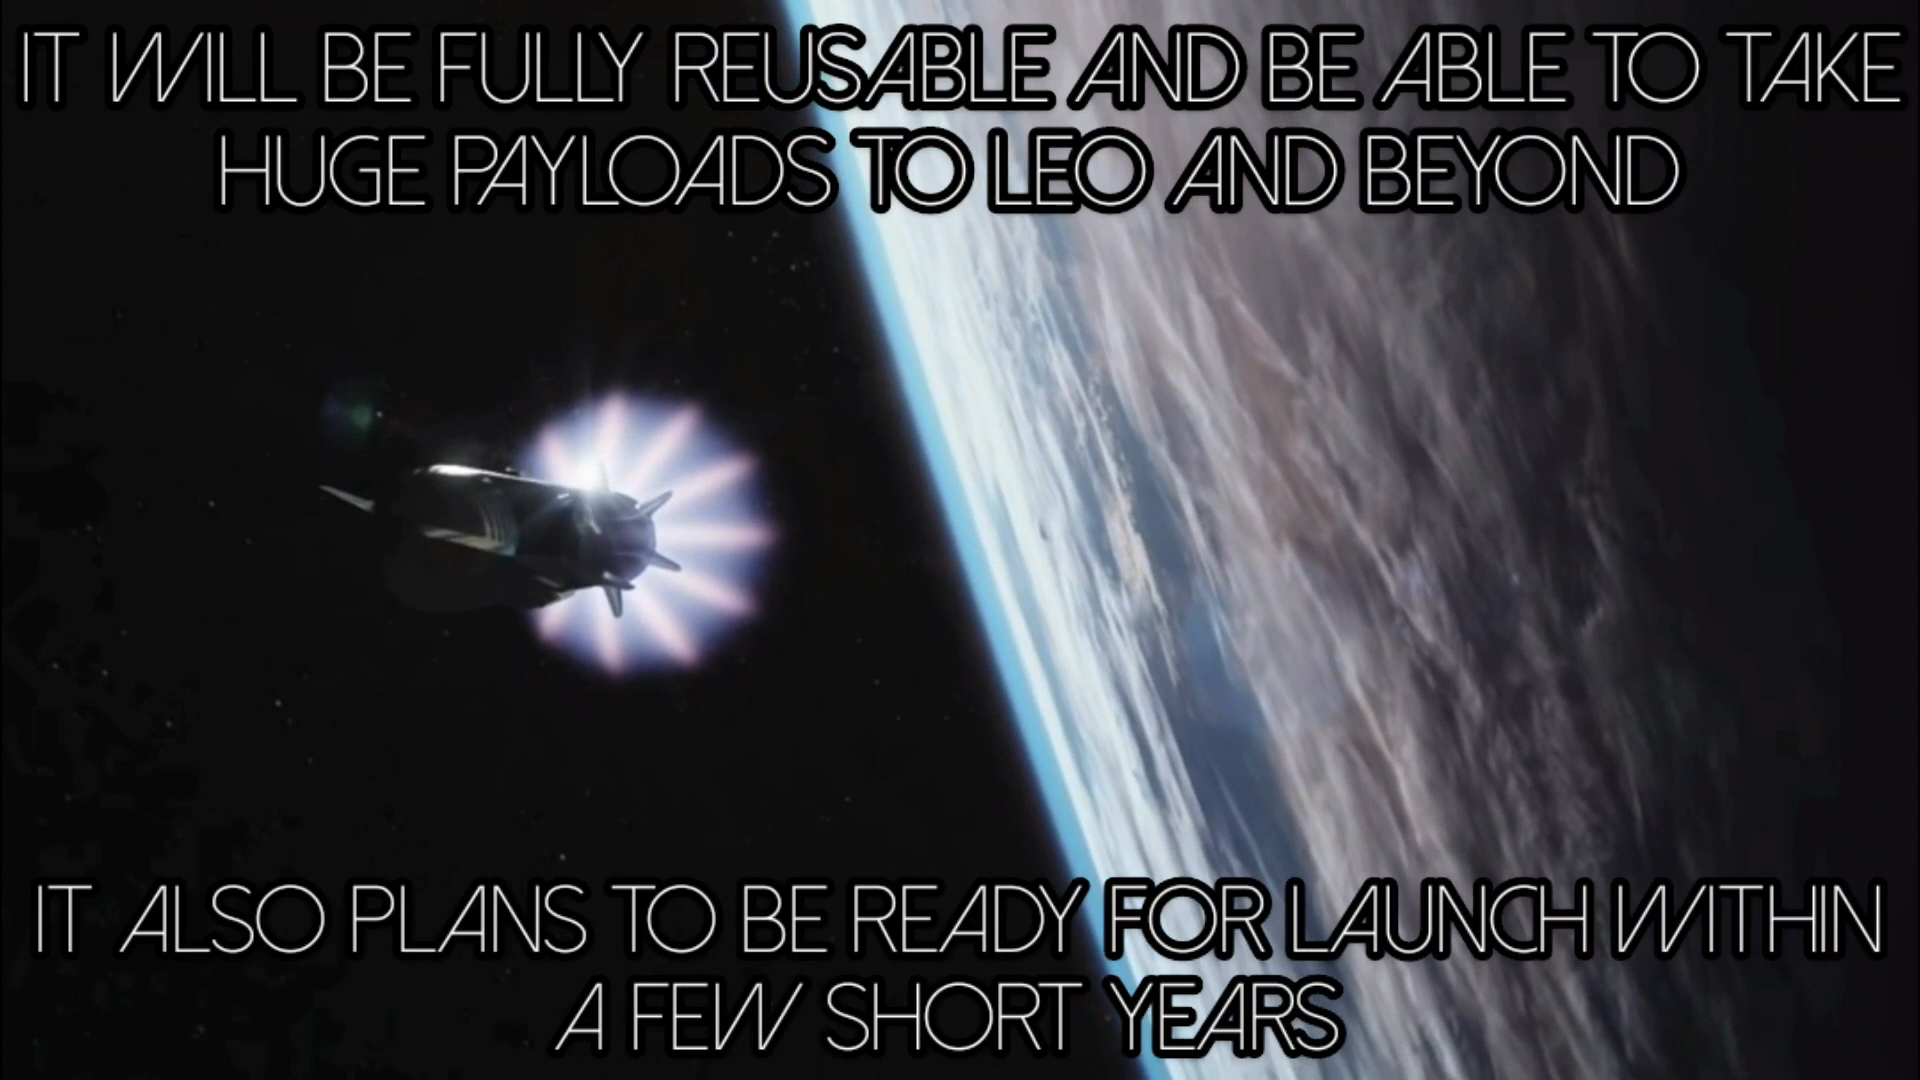 IT WILL BE FULLY REUSABLE AND BE ABLE TO TAKE
HUGE PAYLOADS TO LEO AND BEYOND
IT ALSO PLANS TO BE READY FOR LAUNCH WITHIN
A FEW SHORT YEARS